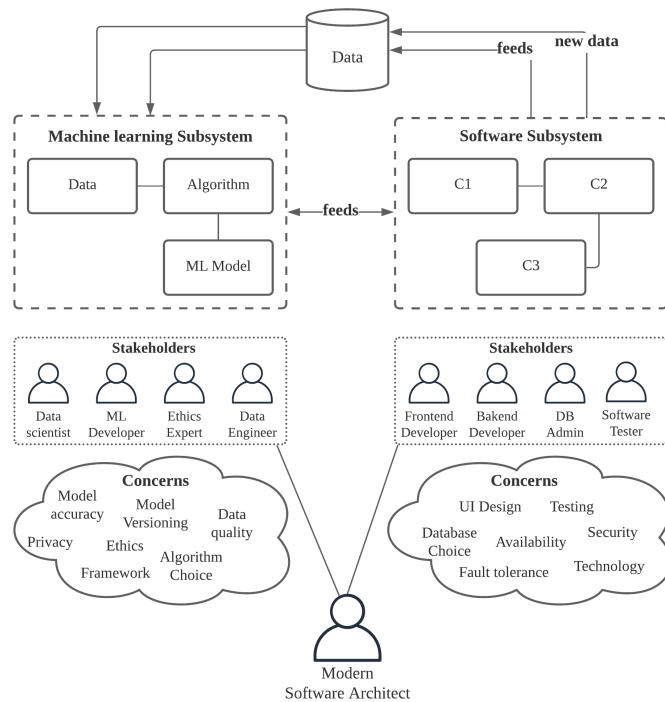 Data
feeds
new data
Machine learning Subsystem
Data
Algorithm
ML Model
feeds
Software Subsystem
C1
C2
C3
Stakeholders
Data
scientist
ML
Developer
Ethics
Expert
Data
Engineer
Stakeholders
Frontend
Developer
Bakend
Developer
DB
Admin
Software
Tester
Concerns
Model
accuracy
Model
Versioning
Data
quality
Privacy
Ethics
Framework
Algorithm
Choice
Concerns
UI Design
Testing
Database
Choice
Availability
Security
Fault tolerance
Technology
Modern
Software Architect